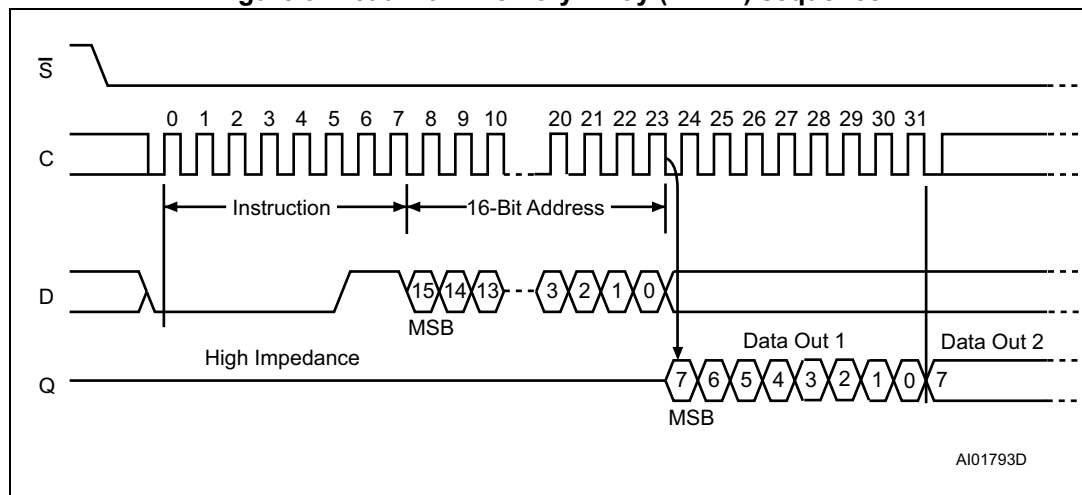 S̅
0 1 2 3 4 5 6 7 8 9 10 20 21 22 23 24 25 26 27 28 29 30 31
C
Instruction 16-Bit Address
D 15 14 13 3 2 1 0
MSB
Data Out 1 Data Out 2
High Impedance
Q 7 6 5 4 3 2 1 0 7
MSB
AI01793D